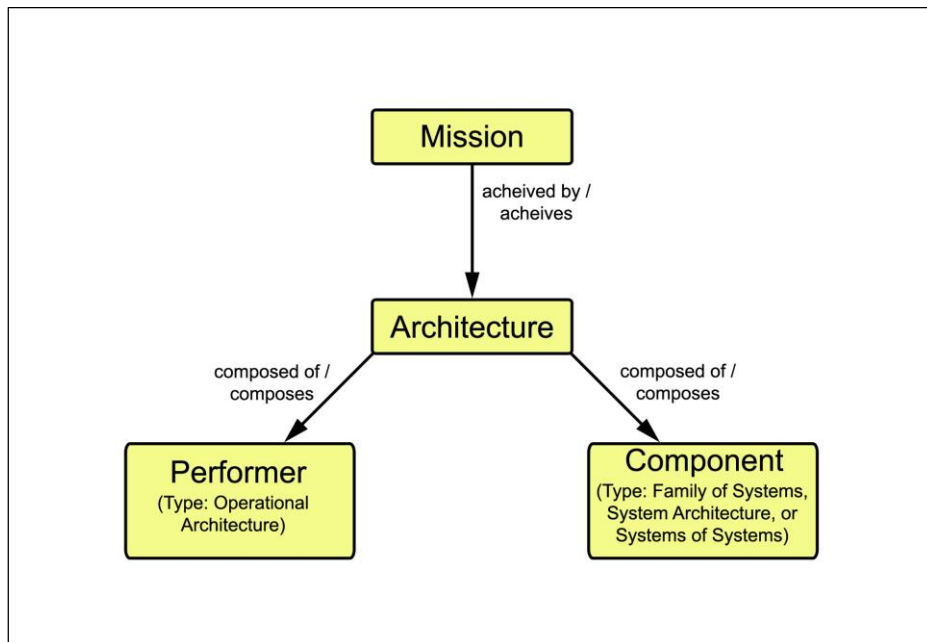 Mission
acheived by /
acheives
Architecture
composed of /
composes
composed of /
composes
Performer
(Type: Operational
Architecture)
Component
(Type: Family of Systems,
System Architecture, or
Systems of Systems)